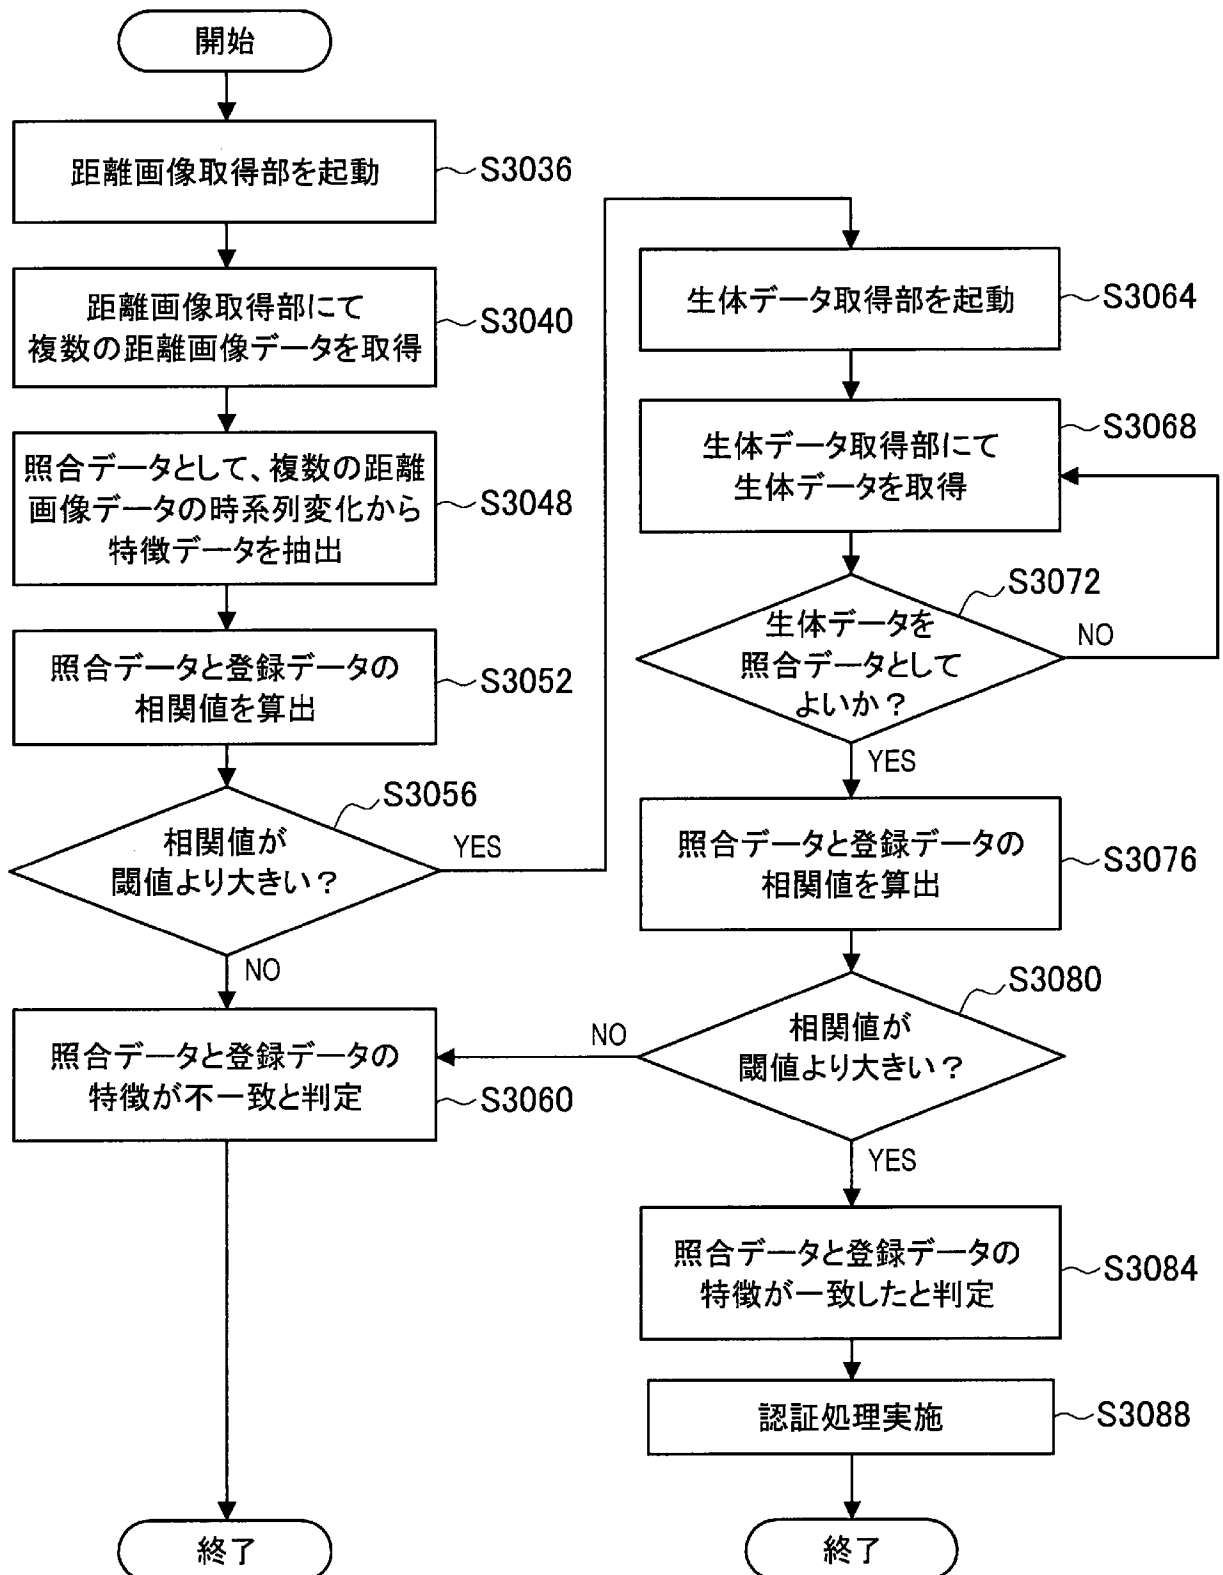 開始
距離画像取得部を起動
S3036
距離画像取得部にて
複数の距離画像データを取得
S3040
照合データとして、複数の距離
画像データの時系列変化から
特徴データを抽出
S3048
照合データと登録データの
相関値を算出
S3052
S3056
相関値が
閾値より大きい？
YES
NO
照合データと登録データの
特徴が不一致と判定
S3060
終了
生体データ取得部を起動
S3064
生体データ取得部にて
生体データを取得
S3068
S3072
生体データを
照合データとして
よいか？
NO
YES
照合データと登録データの
相関値を算出
S3076
S3080
相関値が
閾値より大きい？
NO
YES
照合データと登録データの
特徴が一致したと判定
S3084
認証処理実施
S3088
終了